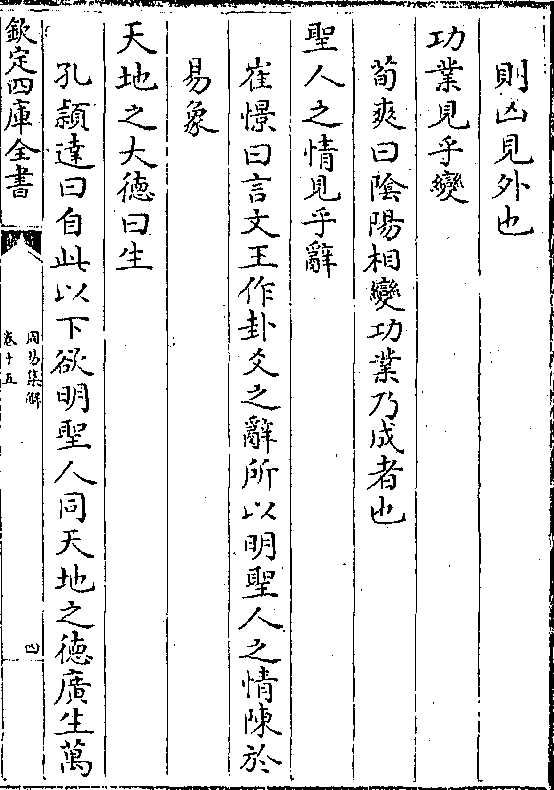 則凶見外也
功業見乎變
荀爽曰陰陽相變功業乃成者也
聖人之情見乎辭
崔憬曰言文王作卦爻之辭所以明聖人之情陳於
易象
天地之大德曰生
孔穎達曰自此以下欲明聖人同天地之德廣生萬
欽定四庫全書
周易集解
卷十五
四